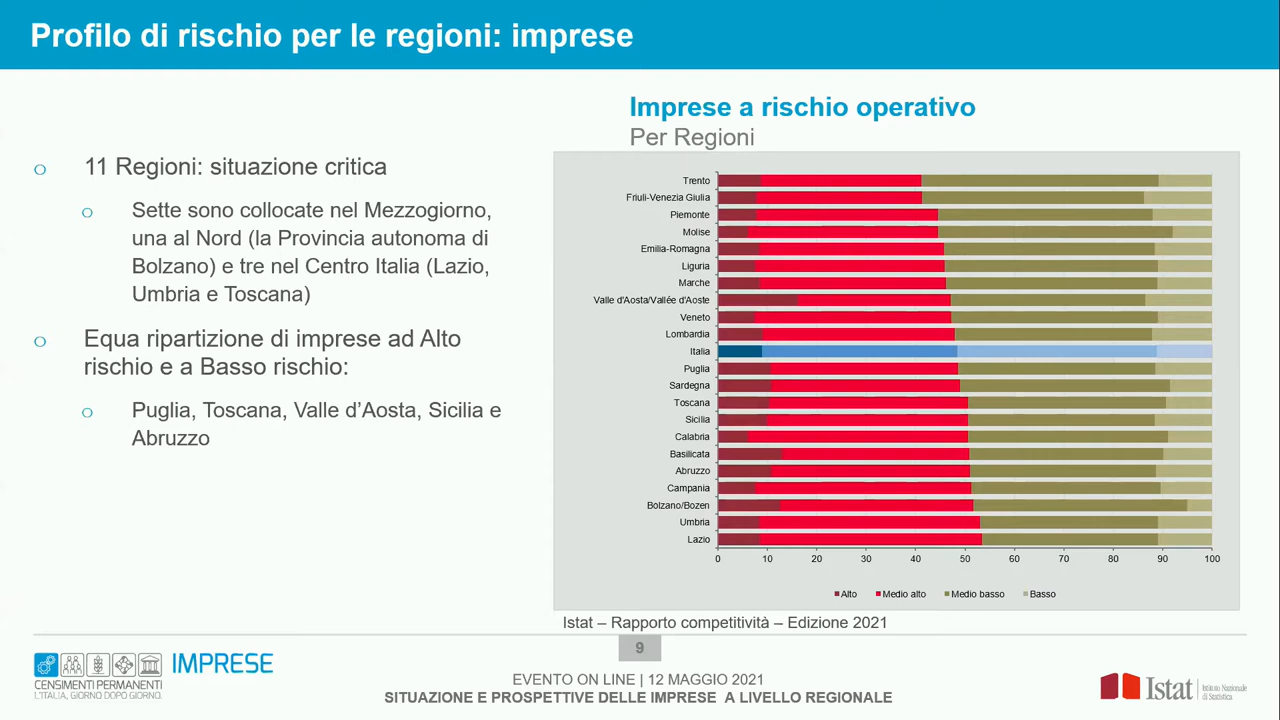 Profilo di rischio per le regioni: imprese
11 Regioni: situazione critica
Sette sono collocate nel Mezzogiorno,
una al Nord (la Provincia autonoma di
Bolzano) e tre nel Centro Italia (Lazio,
Umbria e Toscana)
Equa ripartizione di imprese ad Alto
rischio e a Basso rischio:
Puglia, Toscana, Valle d'Aosta, Sicilia e
Abruzzo
Imprese a rischio operativo
Per Regioni
Trento
Friuli-Venezia Giulia
Piemonte
Molise
Emilia-Romagna
Liguria
Marche
Valle d'Aosta/Vallée d'Aoste
Veneto
Lombardia
Italia
Puglia
Sardegna
Toscana
Sicilia
Calabria
Basilicata
Abruzzo
Campania
Bolzano/Bozen
Umbria
Lazio
0 10 20 30 40 50 60 70 80 90 100
Alto Medio alto Medio basso Basso
Istat – Rapporto competitività – Edizione 2021
9
IMPRESE
CENSIMENTI PERMANENTI
L'ITALIA, GIORNO DOPO GIORNO.
EVENTO ON LINE | 12 MAGGIO 2021
SITUAZIONE E PROSPETTIVE DELLE IMPRESE A LIVELLO REGIONALE
Istat
Istituto Nazionale
di Statistica